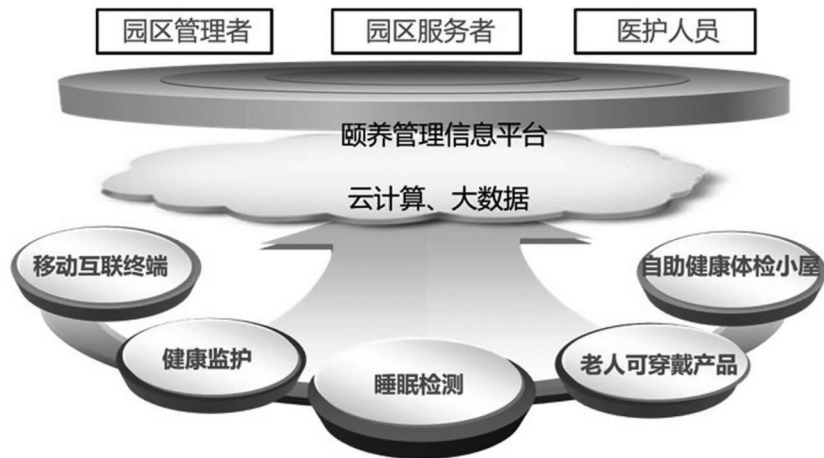 园区管理者
园区服务者
医护人员
颐养管理信息平台
云计算、大数据
移动互联终端
自助健康体检小屋
健康监护
老人可穿戴产品
睡眠检测